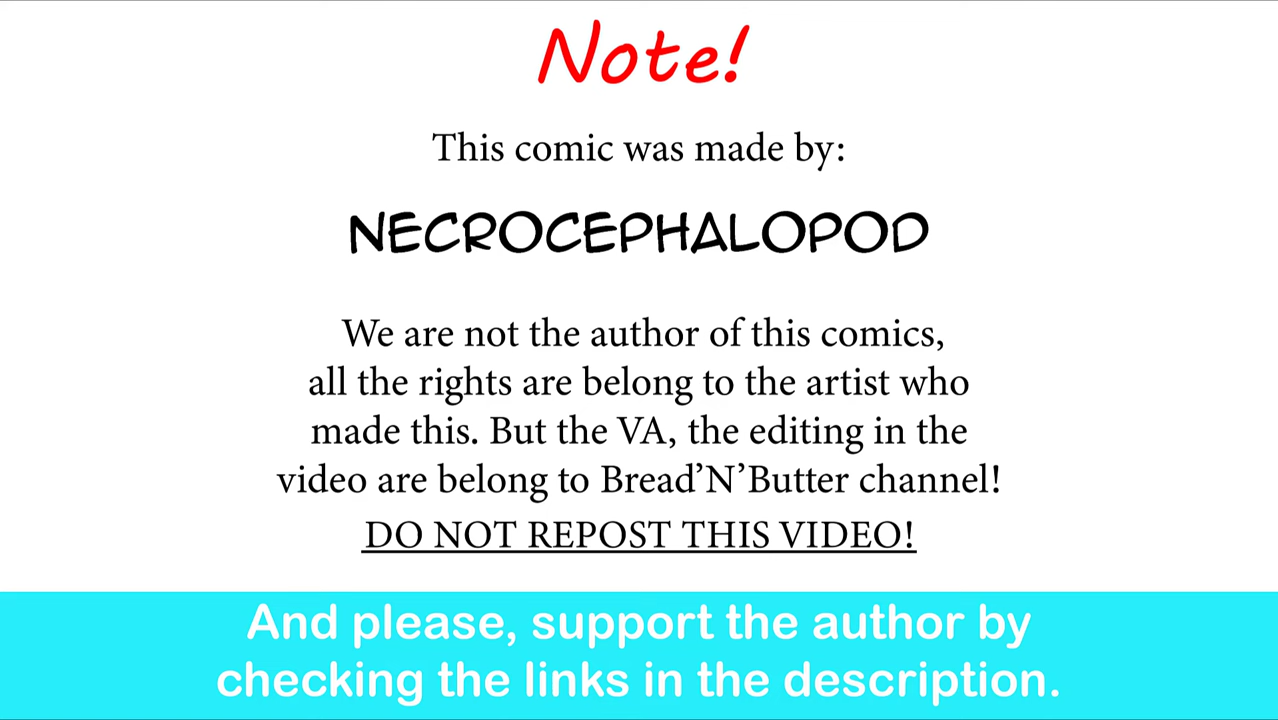 Note!
This comic was made by:
NECROCEPHALOPOD
We are not the author of this comics,
all the rights are belong to the artist who
made this. But the VA, the editing in the
video are belong to Bread’N’Butter channel!
DO NOT REPOST THIS VIDEO!
And please, support the author by
checking the links in the description.